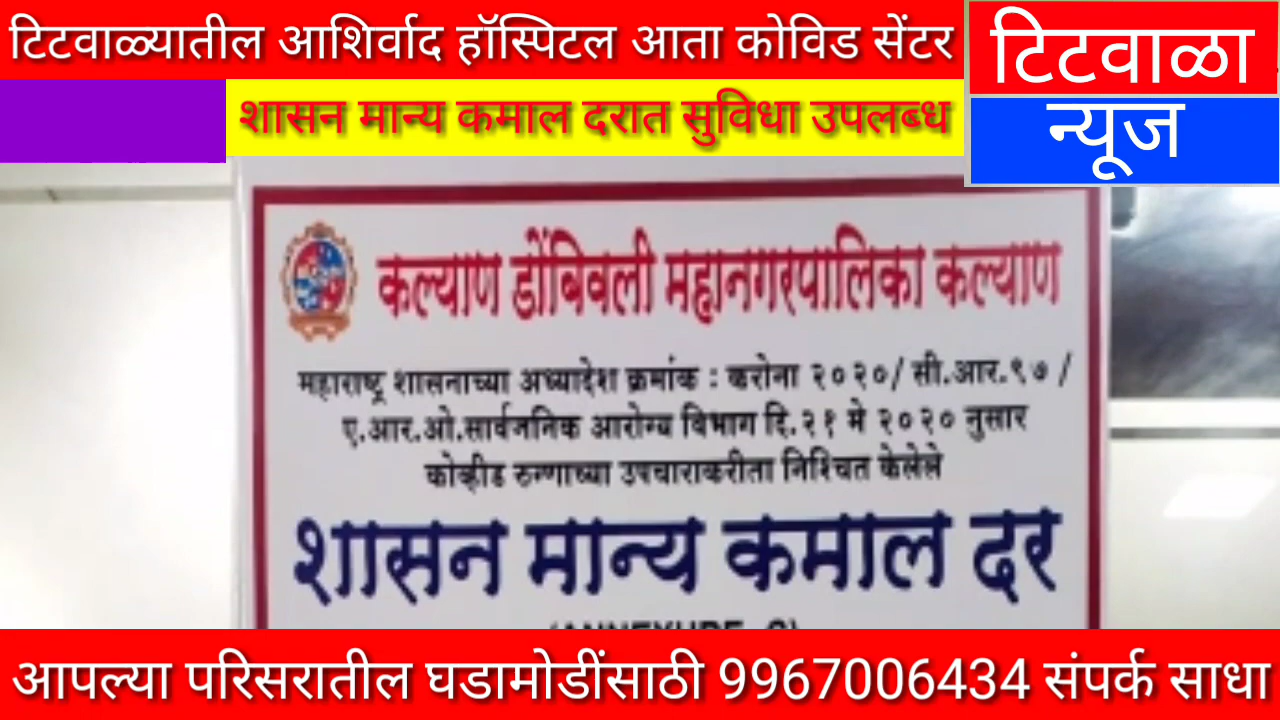 टिटवाळ्यातील आशिर्वाद हॉस्पिटल आता कोविड सेंटर
टिटवाळा
न्यूज
शासन मान्य कमाल दरात सुविधा उपलब्ध
कल्याण डोंबिवली महानगरपालिका कल्याण
महाराष्ट्र शासनाच्या अध्यादेश क्रमांक : करोना २०२०/ सी.आर.९७ /
ए.आर.ओ.सार्वजनिक आरोग्य विभाग दि.२१ मे २०२० नुसार
कोव्हीड रुग्णाच्या उपचाराकरीता निश्चित केलेले
शासन मान्य कमाल दर
आपल्या परिसरातील घडामोडींसाठी 9967006434 संपर्क साधा